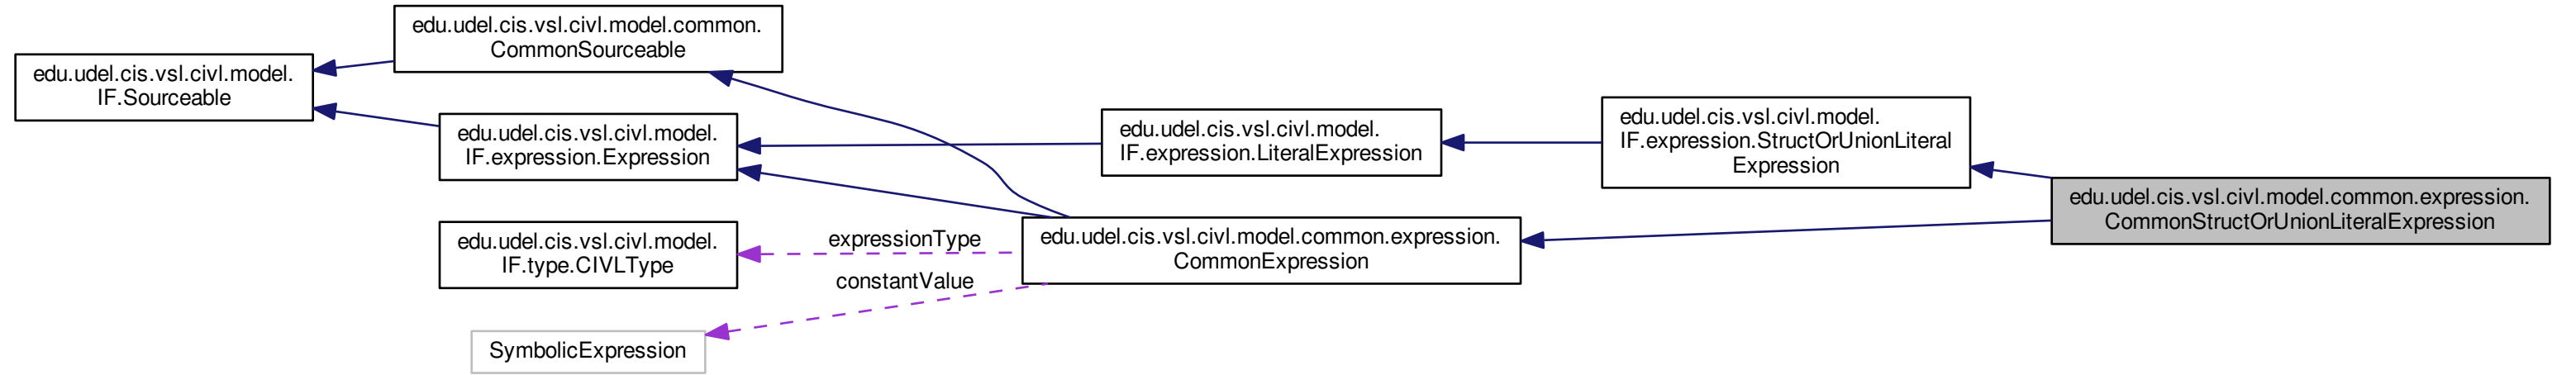 edu.udel.cis.vsl.civl.model.
IF.Sourceable
edu.udel.cis.vsl.civl.model.common.
CommonSourceable
edu.udel.cis.vsl.civl.model.
IF.expression.Expression
edu.udel.cis.vsl.civl.model.
IF.type.CIVLType
SymbolicExpression
expressionType
constantValue
edu.udel.cis.vsl.civl.model.
IF.expression.LiteralExpression
edu.udel.cis.vsl.civl.model.common.expression.
CommonExpression
edu.udel.cis.vsl.civl.model.
IF.expression.StructOrUnionLiteral
Expression
edu.udel.cis.vsl.civl.model.common.expression.
CommonStructOrUnionLiteralExpression